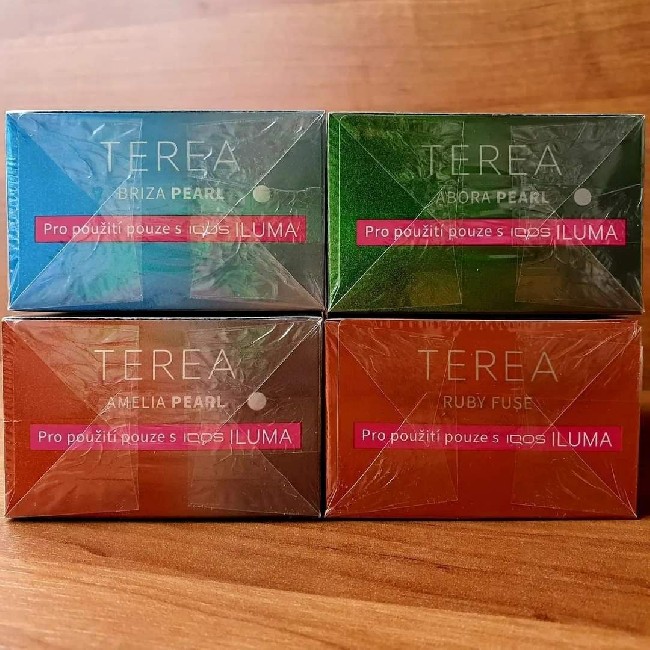 TEREA
BRIZA PEARL
Pro použití pouze s IQOS ILUMA
TEREA
ABORA PEARL
Pro použití pouze s IQOS ILUMA
TEREA
AMELIA PEARL
Pro použití pouze s IQOS ILUMA
TEREA
RUBY FUSE
Pro použití pouze s IQOS ILUMA